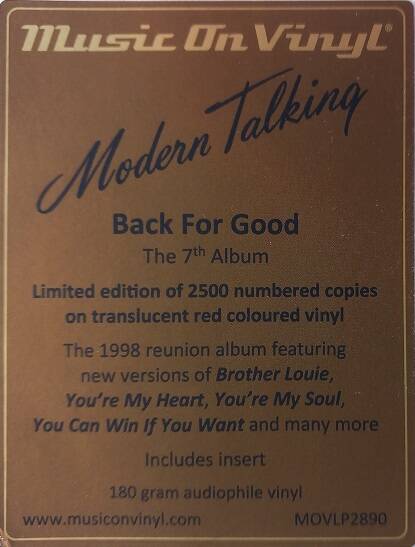 Music On Vinyl®
Modern Talking
Back For Good
The 7th Album
Limited edition of 2500 numbered copies
on translucent red coloured vinyl
The 1998 reunion album featuring
new versions of Brother Louie,
You're My Heart, You're My Soul,
You Can Win If You Want and many more
Includes insert
180 gram audiophile vinyl
www.musiconvinyl.com MOVLP2890